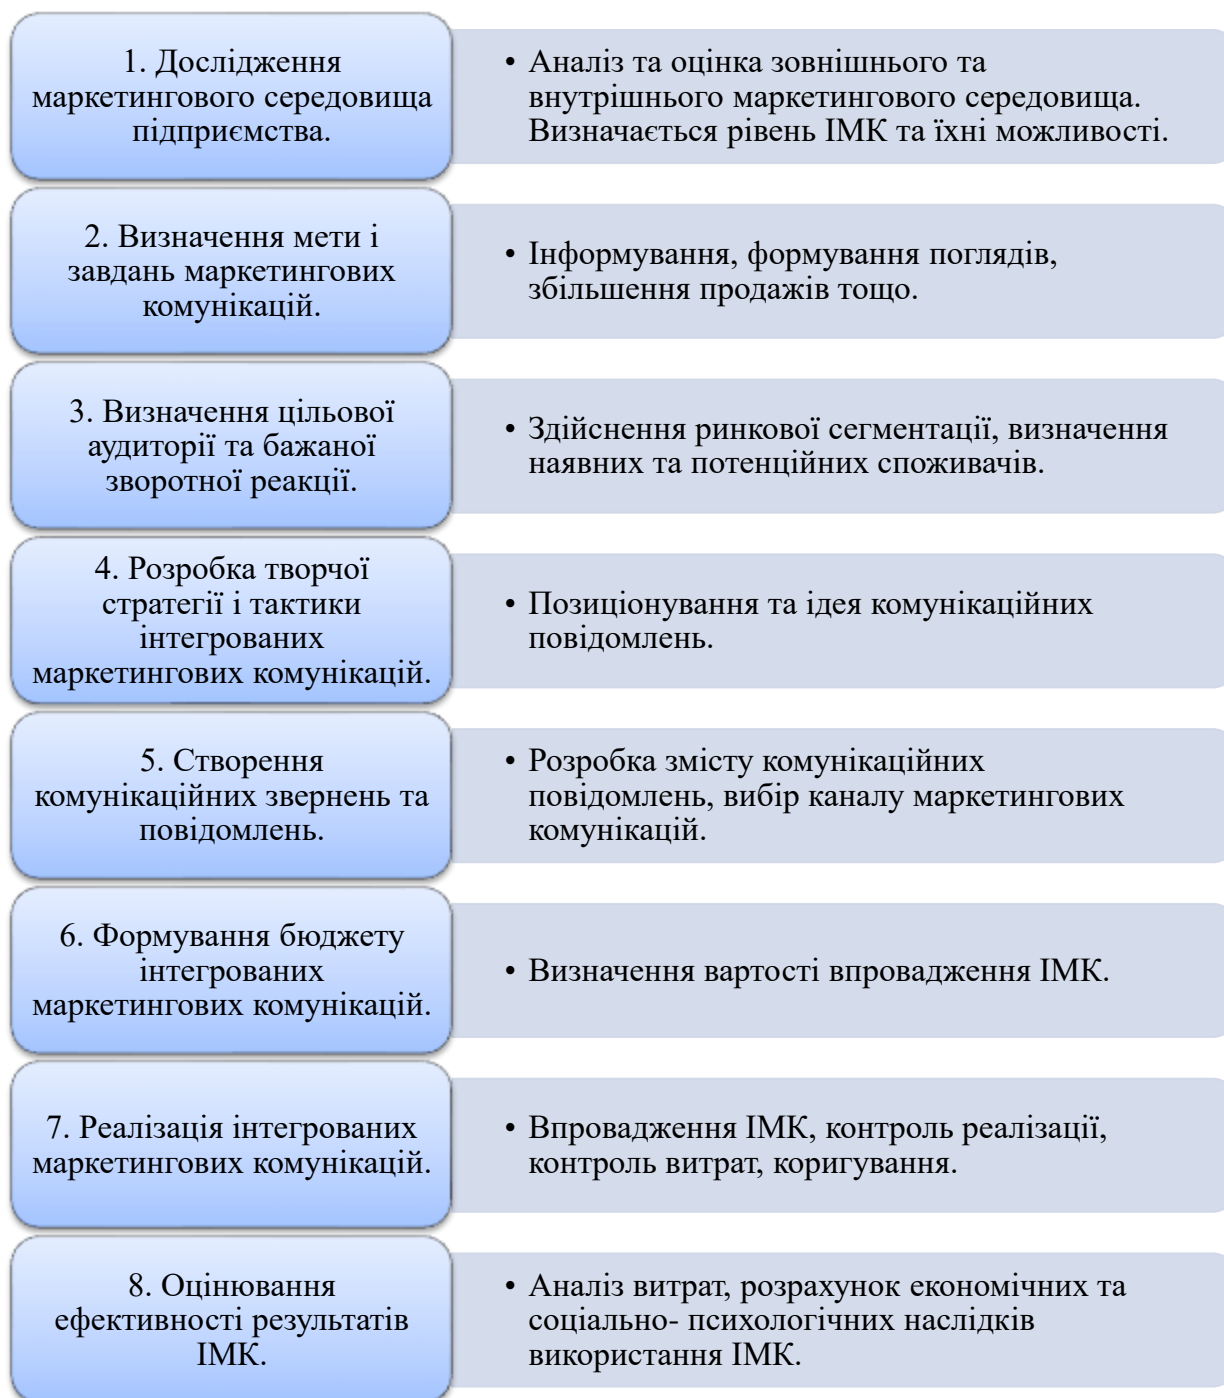 1. Дослідження
маркетингового середовища
підприємства.
• Аналіз та оцінка зовнішнього та
внутрішнього маркетингового середовища.
Визначається рівень ІМК та їхні можливості.
2. Визначення мети і
завдань маркетингових
комунікацій.
• Інформування, формування поглядів,
збільшення продажів тощо.
3. Визначення цільової
аудиторії та бажаної
зворотної реакції.
• Здійснення ринкової сегментації, визначення
наявних та потенційних споживачів.
4. Розробка творчої
стратегії і тактики
інтегрованих
маркетингових комунікацій.
• Позиціонування та ідея комунікаційних
повідомлень.
5. Створення
комунікаційних звернень та
повідомлень.
• Розробка змісту комунікаційних
повідомлень, вибір каналу маркетингових
комунікацій.
6. Формування бюджету
інтегрованих
маркетингових комунікацій.
• Визначення вартості впровадження ІМК.
7. Реалізація інтегрованих
маркетингових комунікацій.
• Впровадження ІМК, контроль реалізації,
контроль витрат, коригування.
8. Оцінювання
ефективності результатів
ІМК.
• Аналіз витрат, розрахунок економічних та
соціально- психологічних наслідків
використання ІМК.